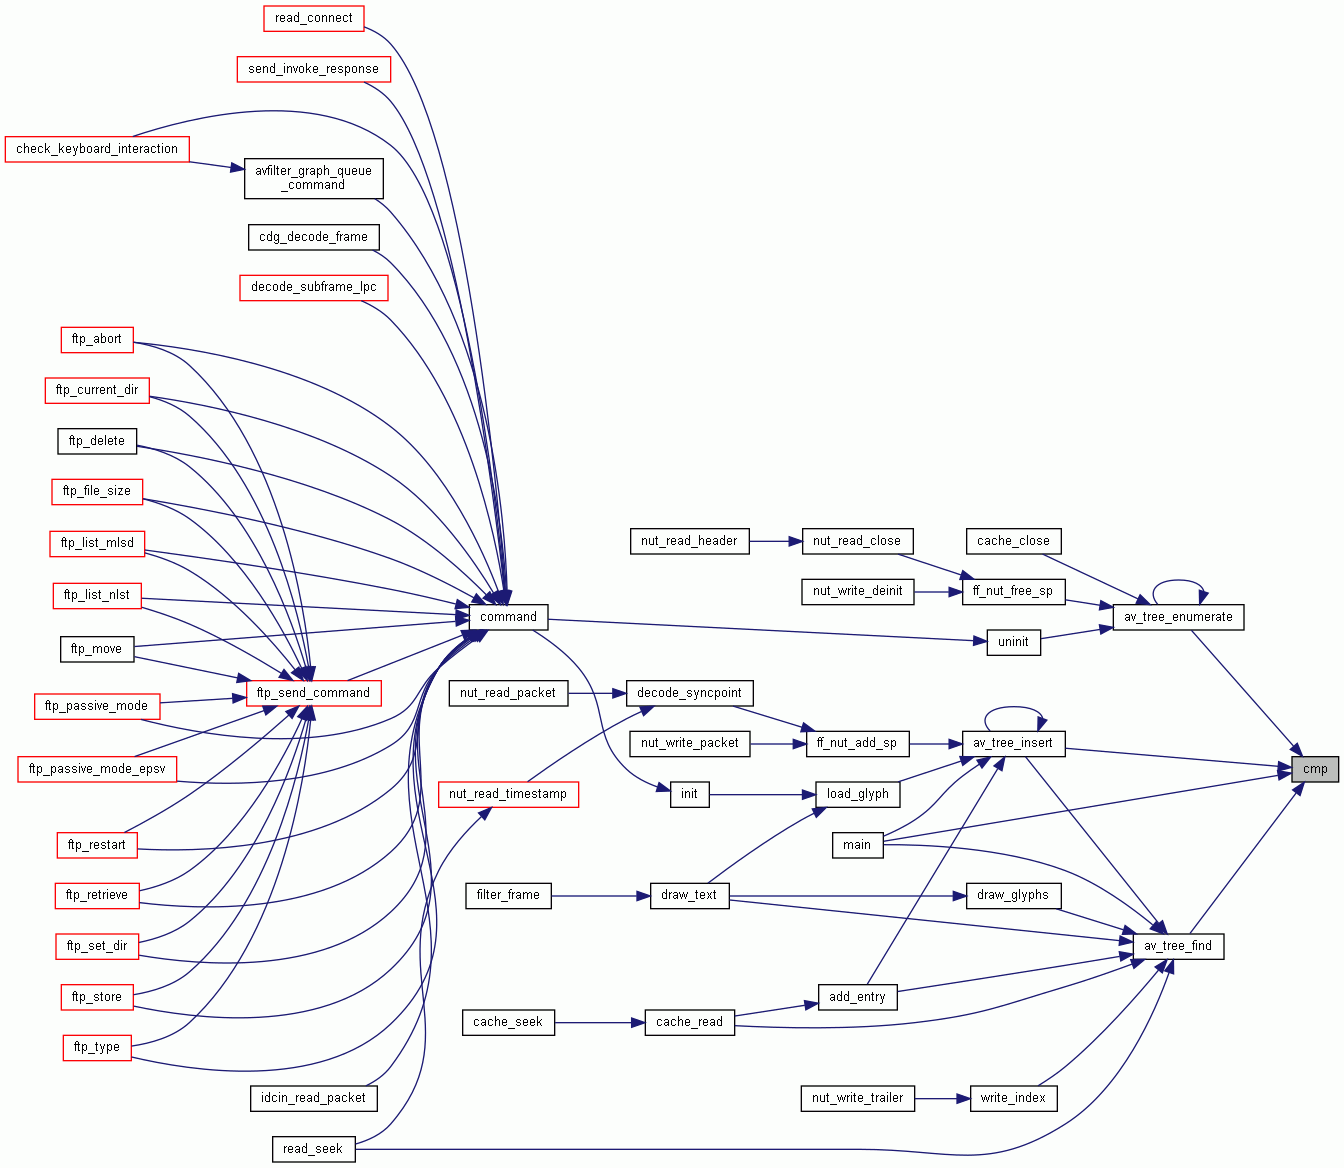 read_connect
send_invoke_response
check_keyboard_interaction
avfilter_graph_queue
_command
cdg_decode_frame
decode_subframe_lpc
ftp_abort
ftp_current_dir
ftp_delete
ftp_file_size
ftp_list_mlsd
ftp_list_nlst
ftp_move
ftp_send_command
ftp_passive_mode
ftp_passive_mode_epsv
ftp_restart
ftp_retrieve
ftp_set_dir
ftp_store
ftp_type
idcin_read_packet
read_seek
command
nut_read_header
nut_read_close
cache_close
nut_write_deinit
ff_nut_free_sp
av_tree_enumerate
uninit
nut_read_packet
decode_syncpoint
nut_write_packet
ff_nut_add_sp
av_tree_insert
cmp
nut_read_timestamp
init
load_glyph
main
filter_frame
draw_text
draw_glyphs
av_tree_find
add_entry
cache_seek
cache_read
nut_write_trailer
write_index